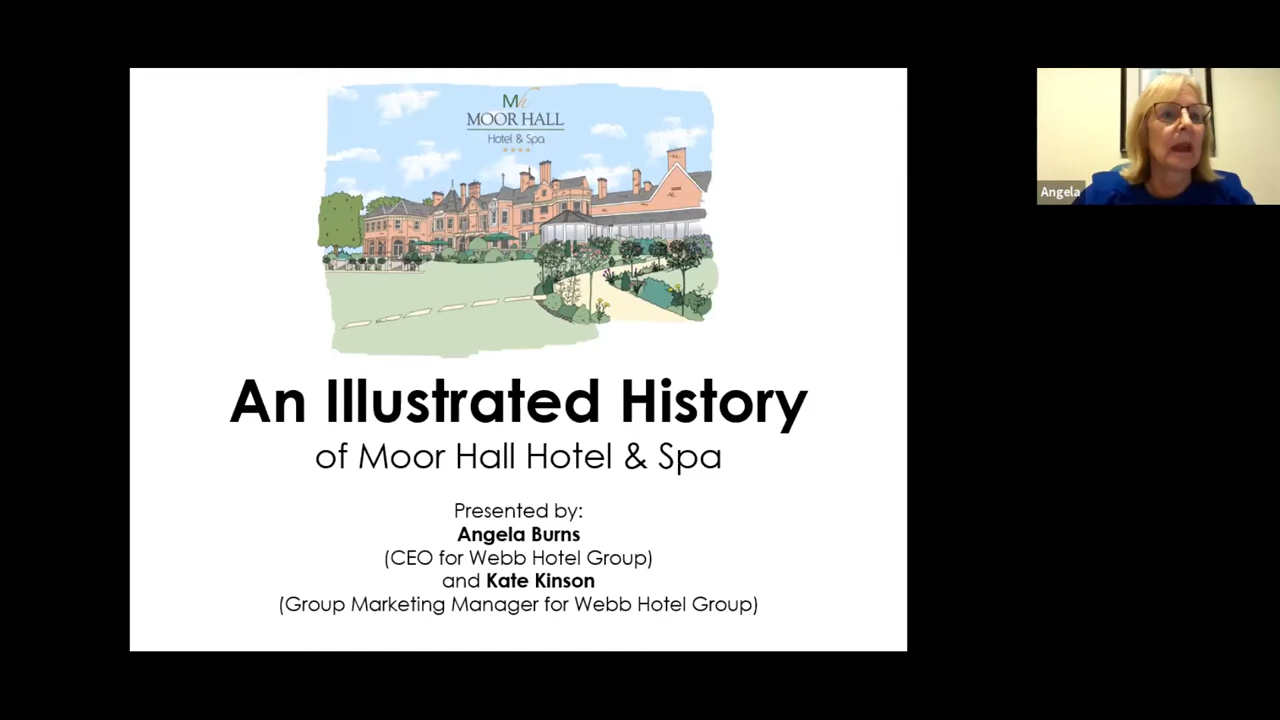 Mh
MOOR HALL
Hotel & Spa
An Illustrated History
of Moor Hall Hotel & Spa
Presented by:
Angela Burns
(CEO for Webb Hotel Group)
and Kate Kinson
(Group Marketing Manager for Webb Hotel Group)
Angela